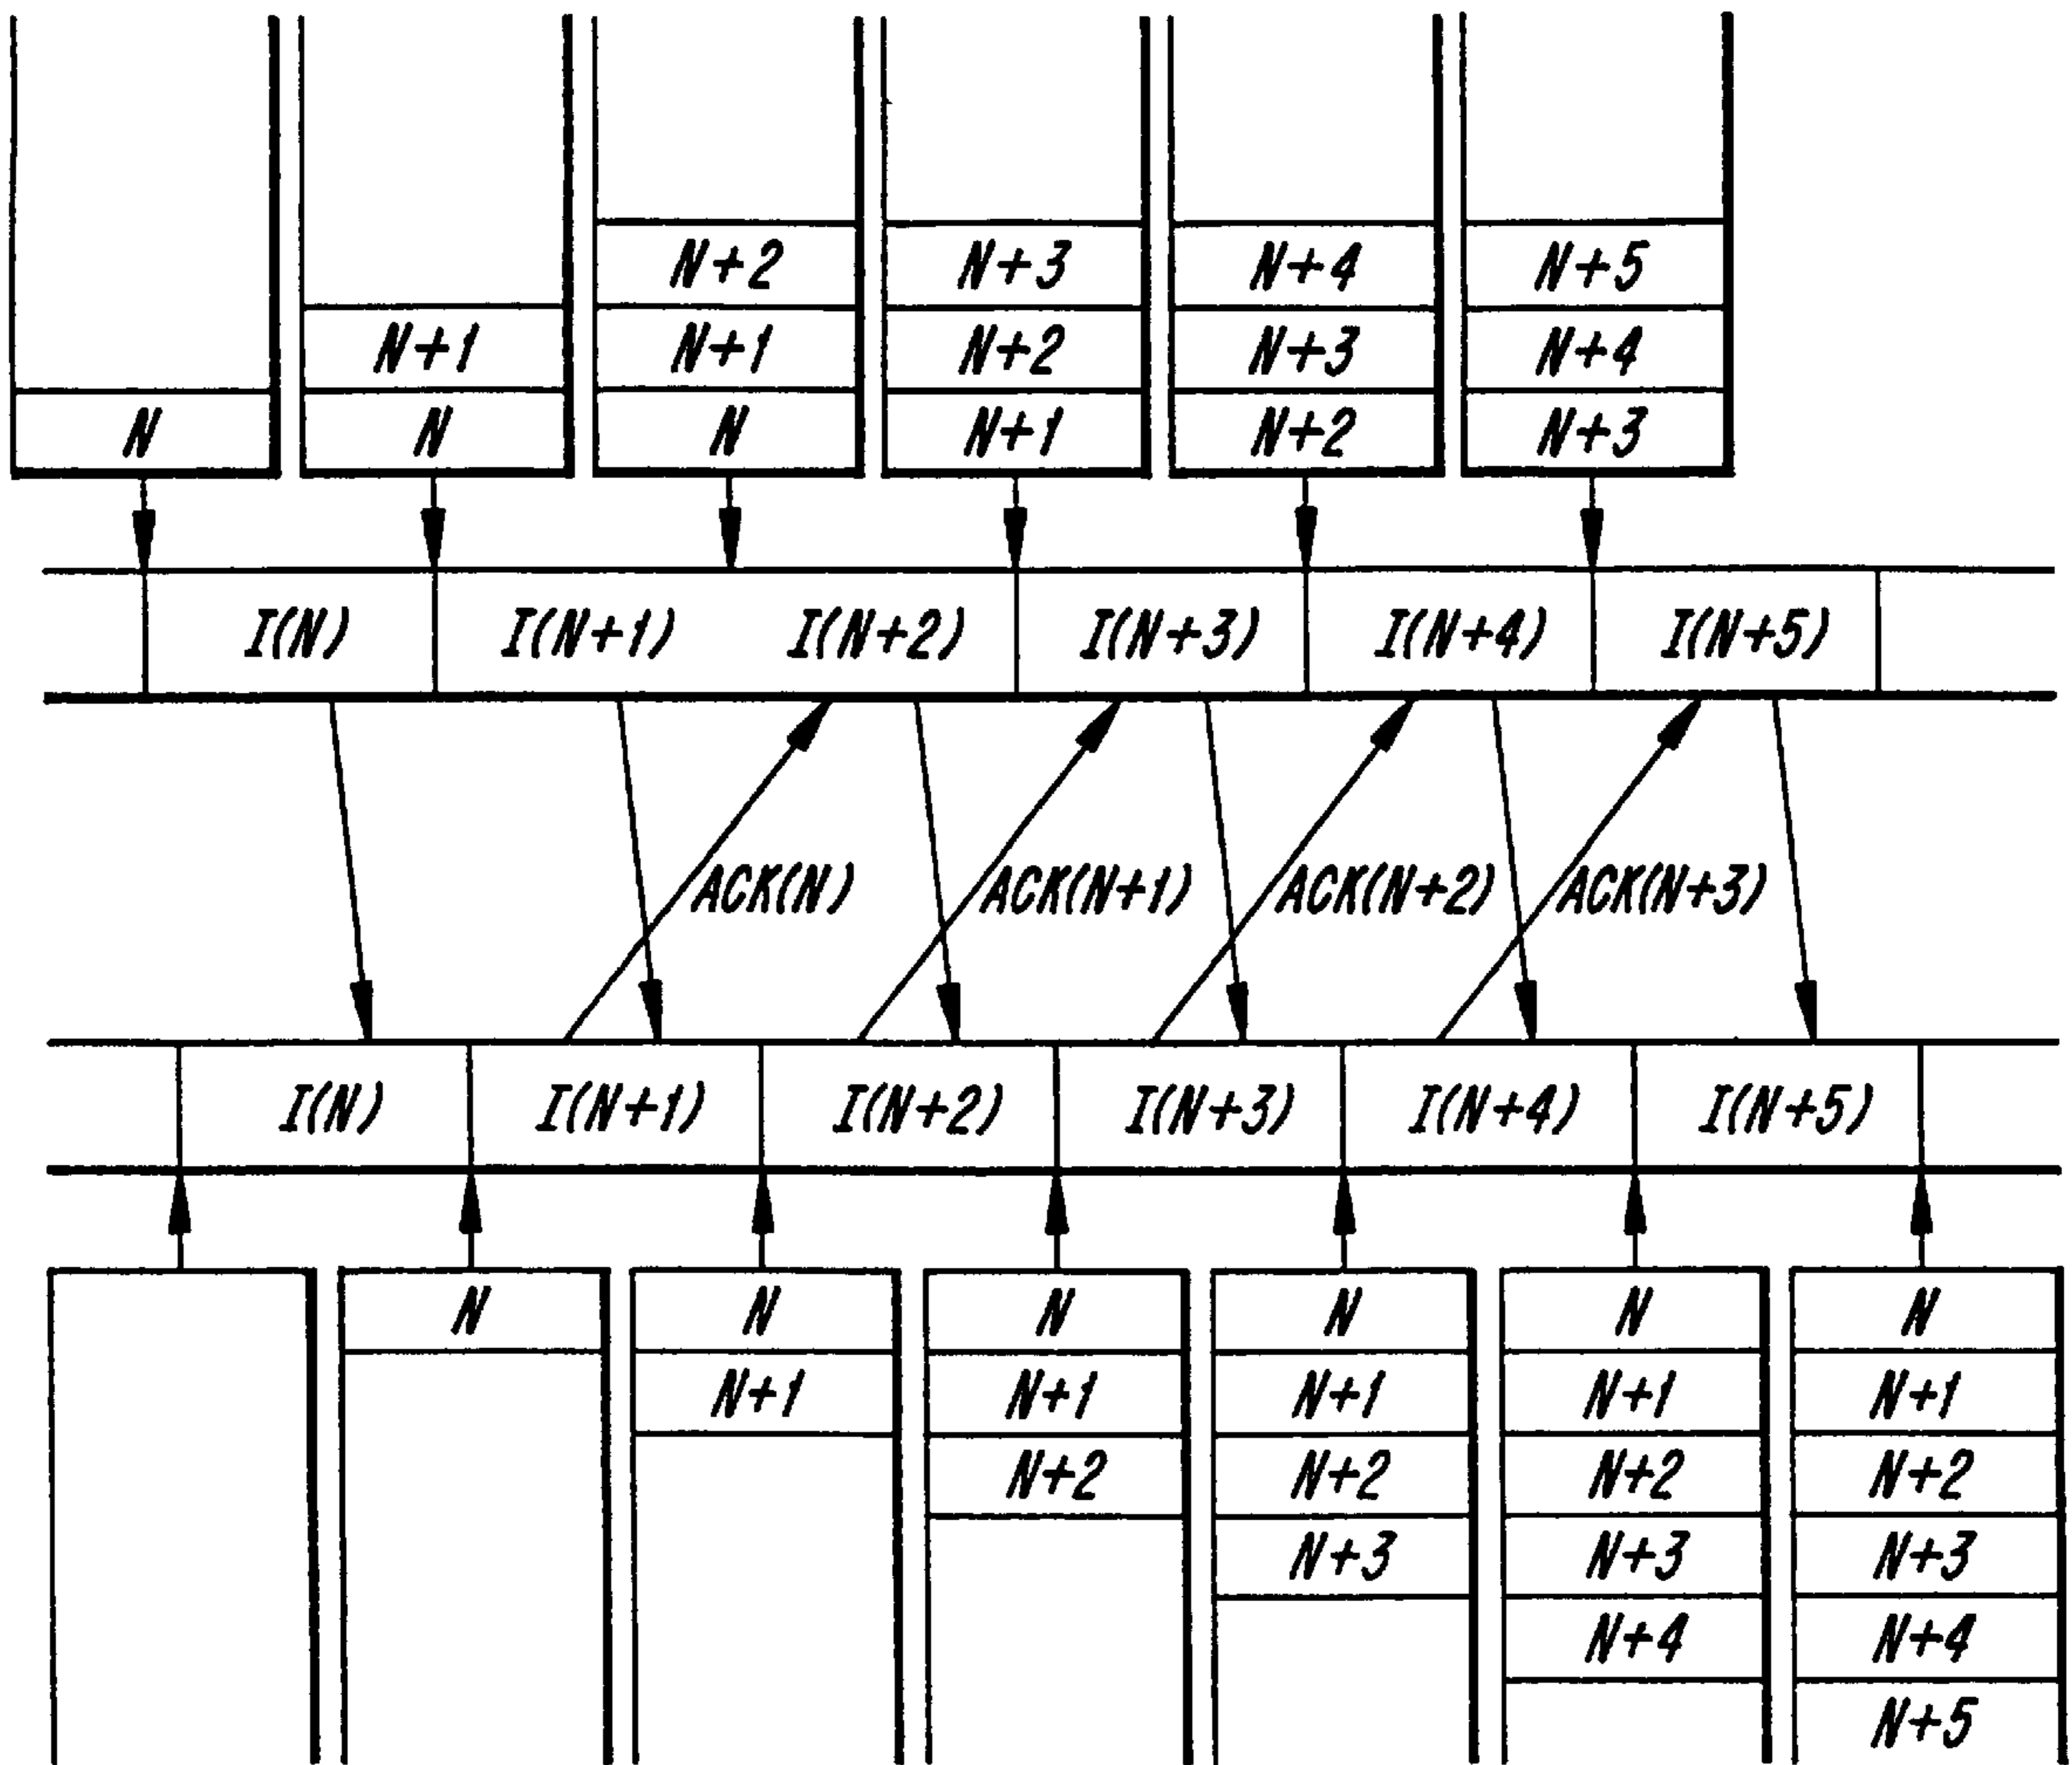 N+2 N+3 N+4 N+5
N+1 N+1 N+2 N+3 N+4
N N N N+1 N+2 N+3
I(N) I(N+1) I(N+2) I(N+3) I(N+4) I(N+5)
ACK(N) ACK(N+1) ACK(N+2) ACK(N+3)
I(N) I(N+1) I(N+2) I(N+3) I(N+4) I(N+5)
N N N N N N
N+1 N+1 N+1 N+1 N+1
N+2 N+2 N+2 N+2
N+3 N+3 N+3
N+4 N+4
N+5